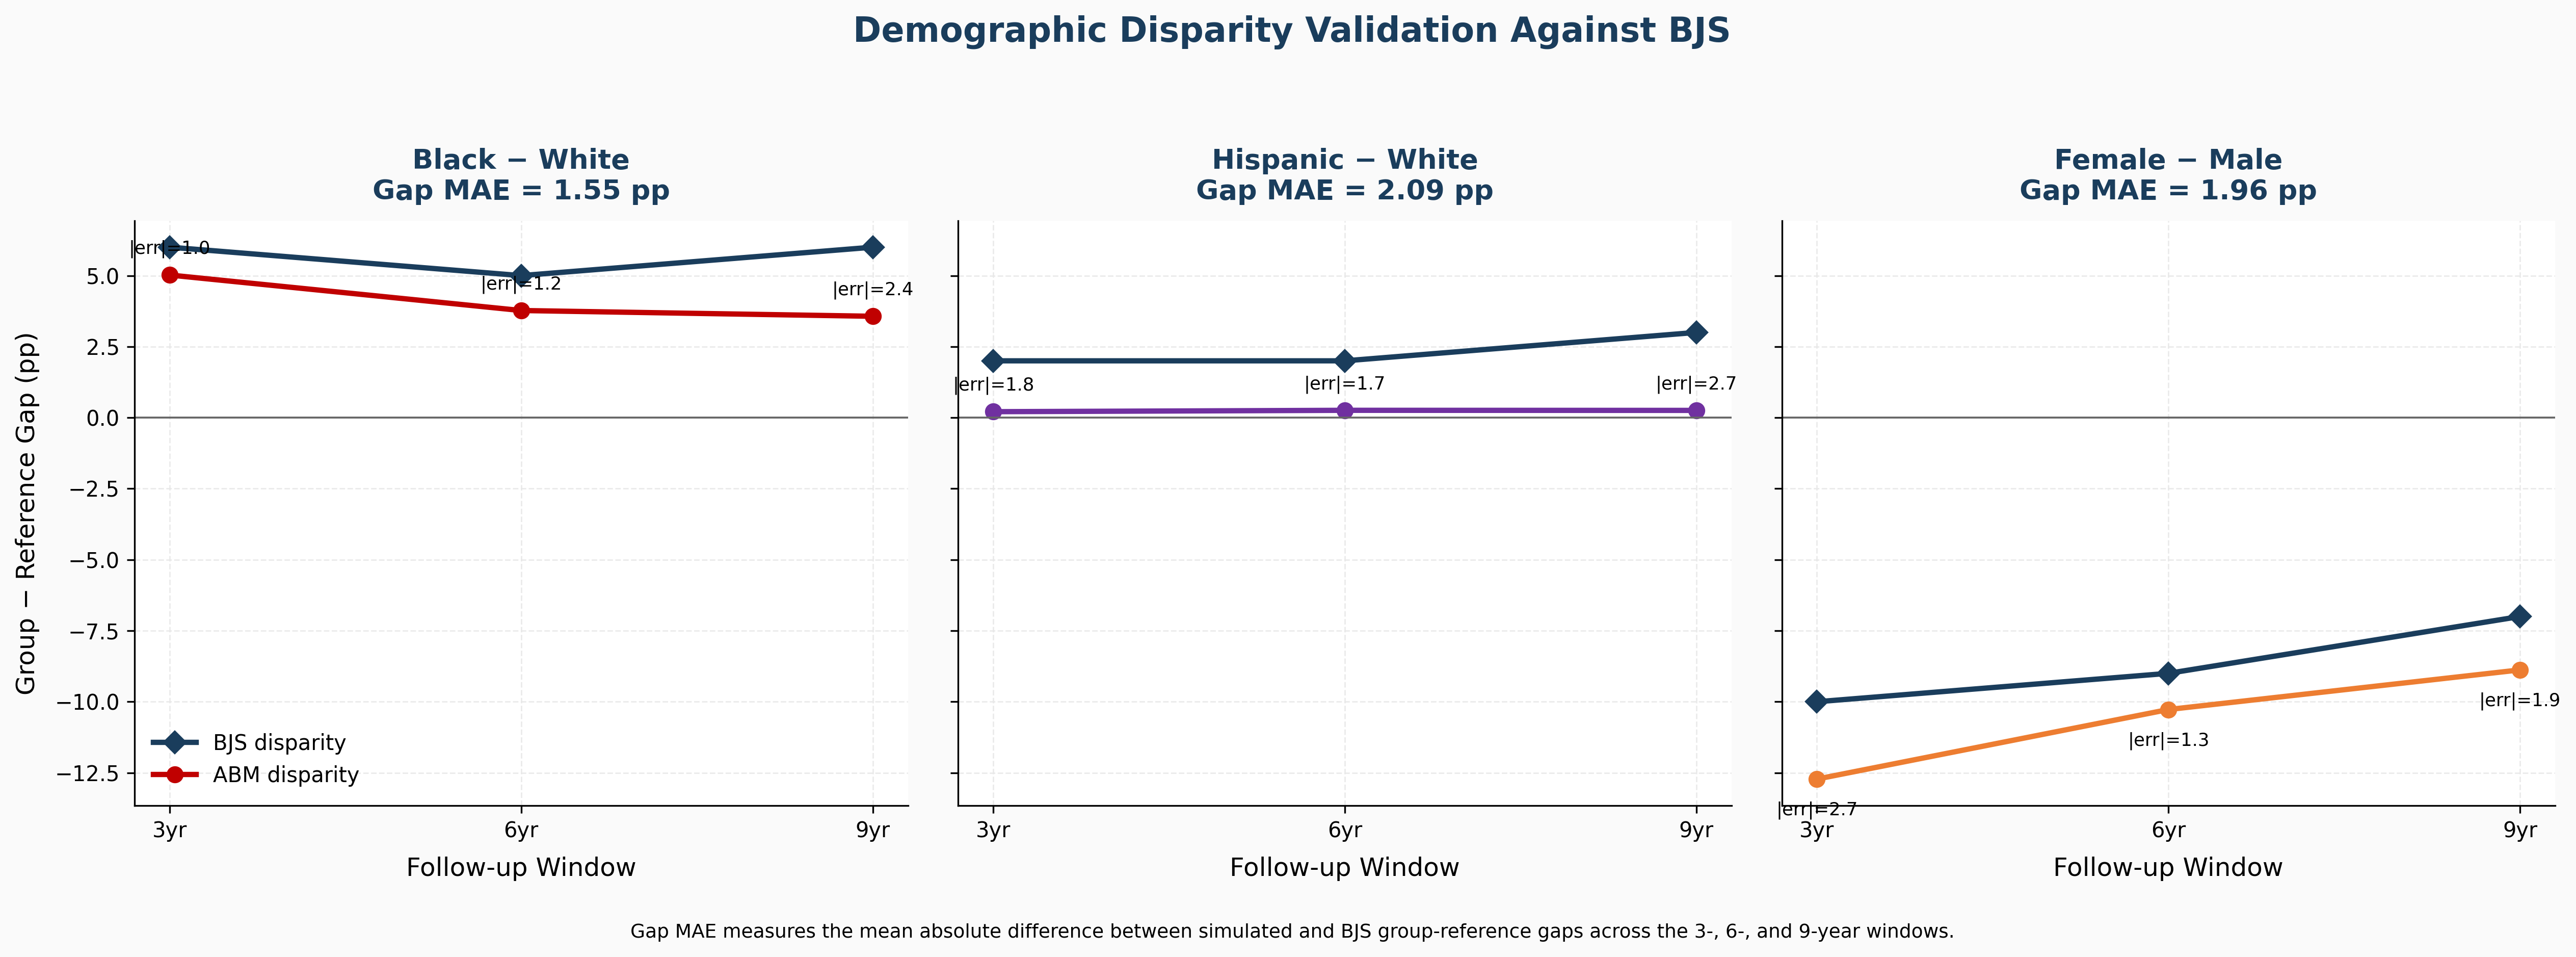 Demographic Disparity Validation Against BJS
Black − White
Gap MAE = 1.55 pp
Hispanic − White
Gap MAE = 2.09 pp
Female − Male
Gap MAE = 1.96 pp
Group − Reference Gap (pp)
5.0
2.5
0.0
−2.5
−5.0
−7.5
−10.0
−12.5
|err|=1.0
|err|=1.2
|err|=2.4
BJS disparity
ABM disparity
3yr
6yr
9yr
Follow-up Window
|err|=1.8
|err|=1.7
|err|=2.7
3yr
6yr
9yr
Follow-up Window
|err|=2.7
|err|=1.3
|err|=1.9
3yr
6yr
9yr
Follow-up Window
Gap MAE measures the mean absolute difference between simulated and BJS group-reference gaps across the 3-, 6-, and 9-year windows.